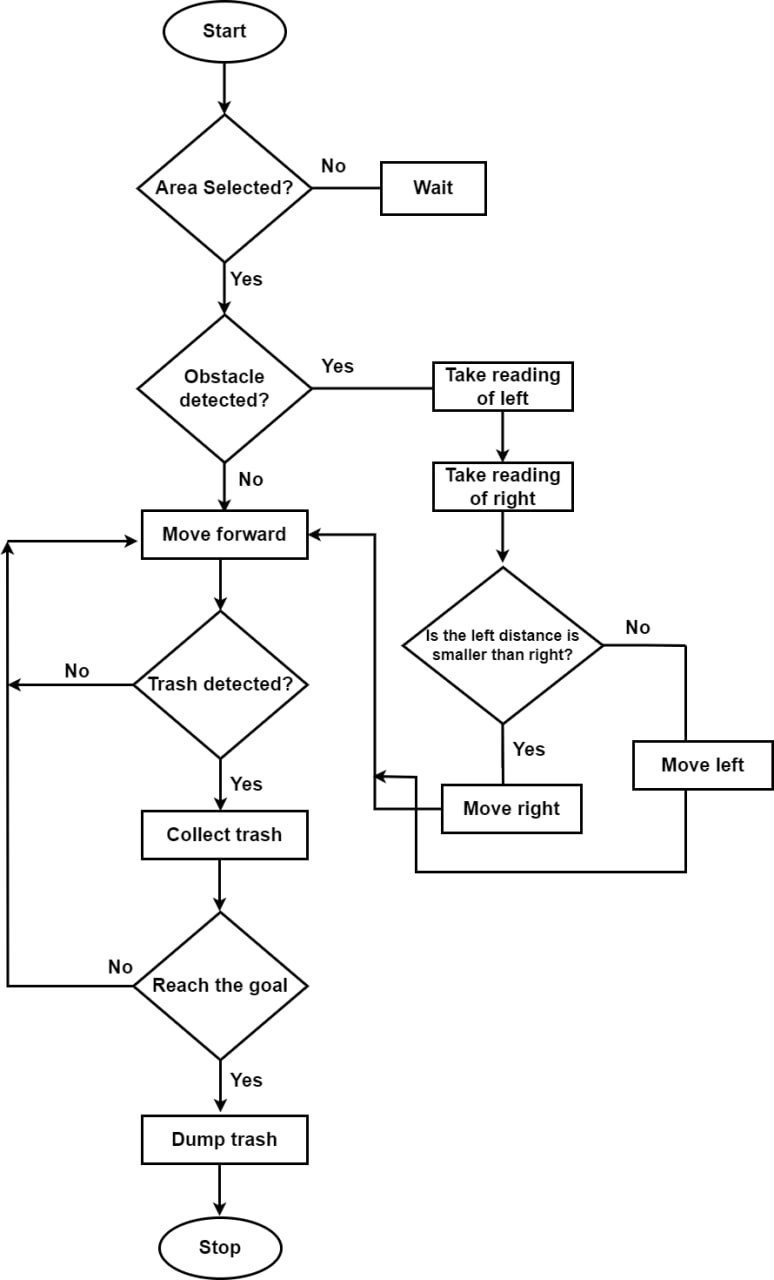 Start
Area Selected?
No
Wait
Yes
Obstacle
detected?
Yes
Take reading
of left
No
Take reading
of right
Move forward
Is the left distance is
smaller than right?
No
Trash detected?
No
Yes
Move left
Yes
Move right
Collect trash
No
Reach the goal
Yes
Dump trash
Stop